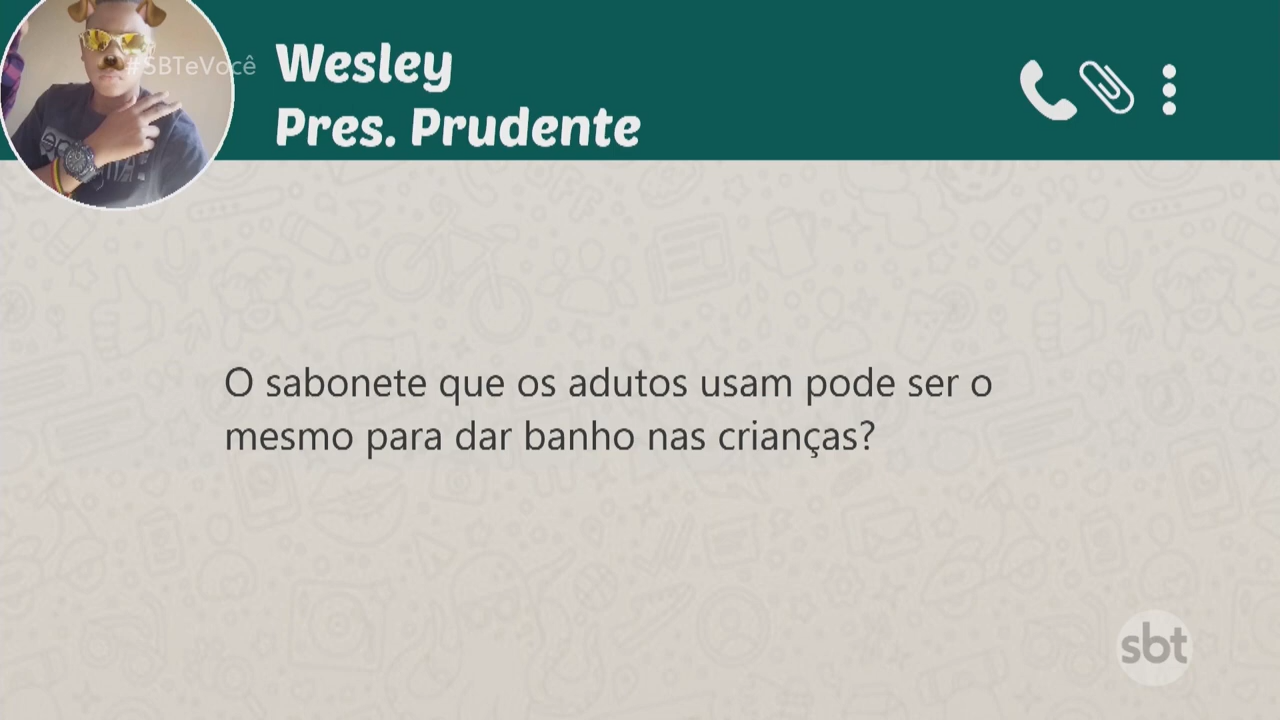 #SBTeVocê
Wesley
Pres. Prudente
O sabonete que os adutos usam pode ser o
mesmo para dar banho nas crianças?
sbt